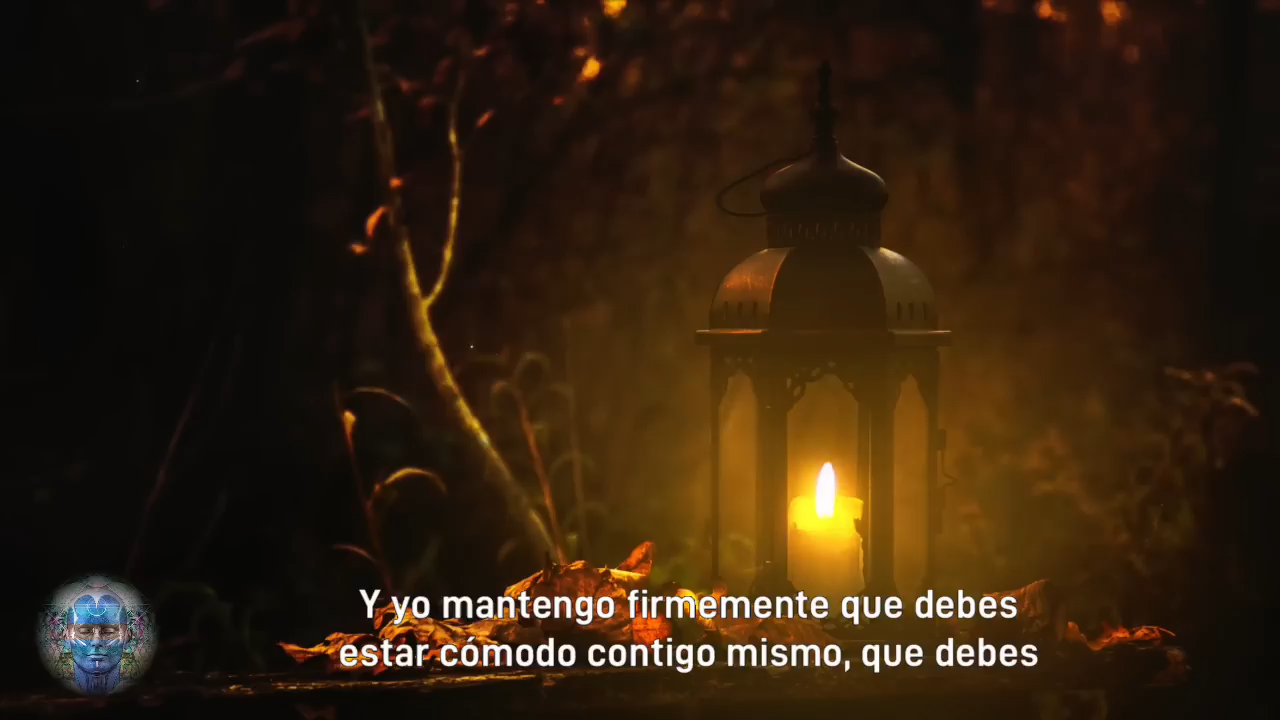 Y yo mantengo firmemente que debes
estar cómodo contigo mismo, que debes